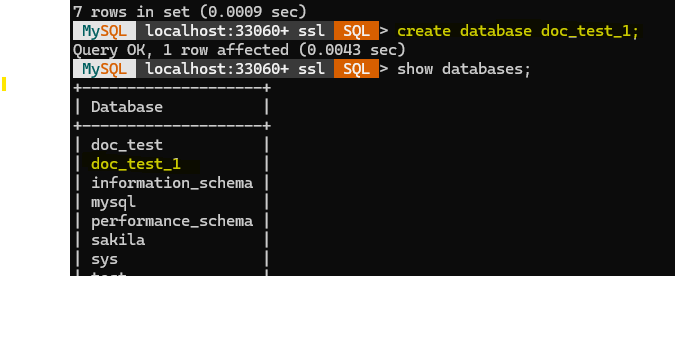 7 rows in set (0.0009 sec)
MySQL localhost:33060+ ssl SQL > create database doc_test_1;
Query OK, 1 row affected (0.0043 sec)
MySQL localhost:33060+ ssl SQL > show databases;
+--------------------+
| Database           |
+--------------------+
| doc_test           |
| doc_test_1         |
| information_schema |
| mysql              |
| performance_schema |
| sakila             |
| sys                |